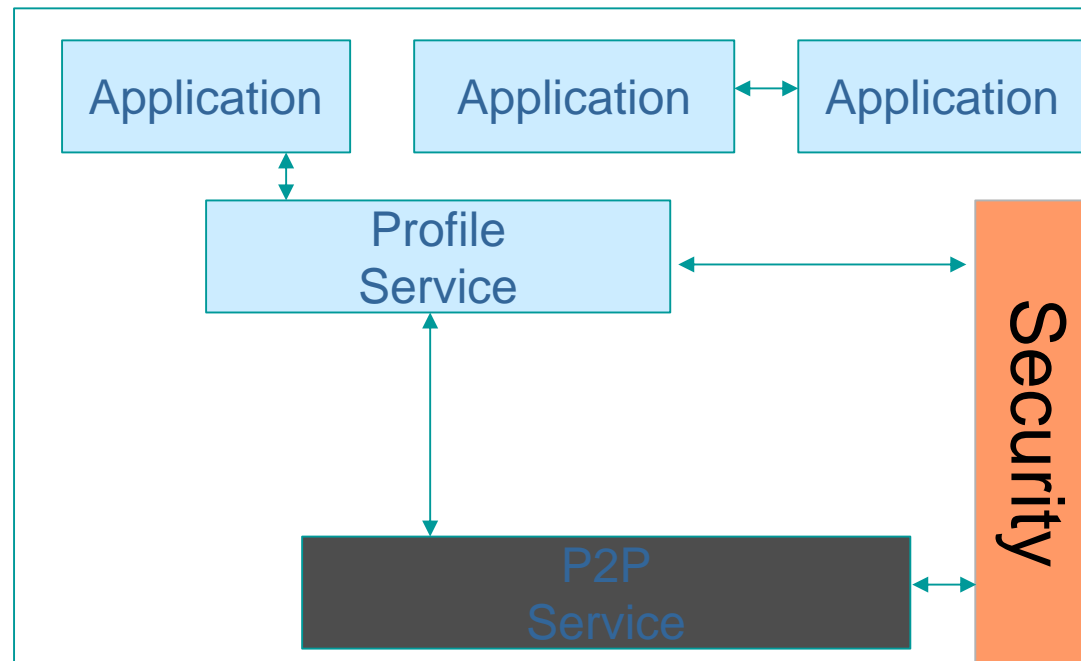 Application
Application
Application
Profile
Service
Security
P2P
Service